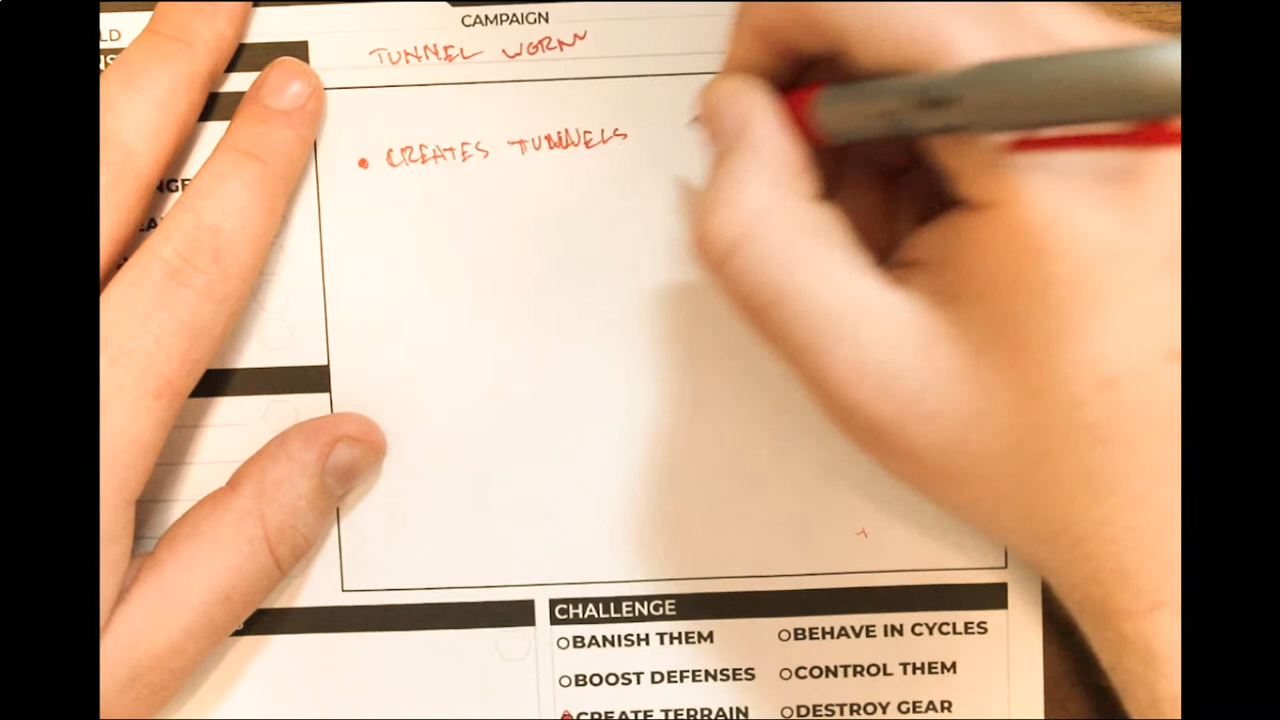 LD
CAMPAIGN
TUNNEL WORM
• CREATES TUNNELS
CHALLENGE
BANISH THEM
BEHAVE IN CYCLES
BOOST DEFENSES
CONTROL THEM
CREATE TERRAIN
DESTROY GEAR